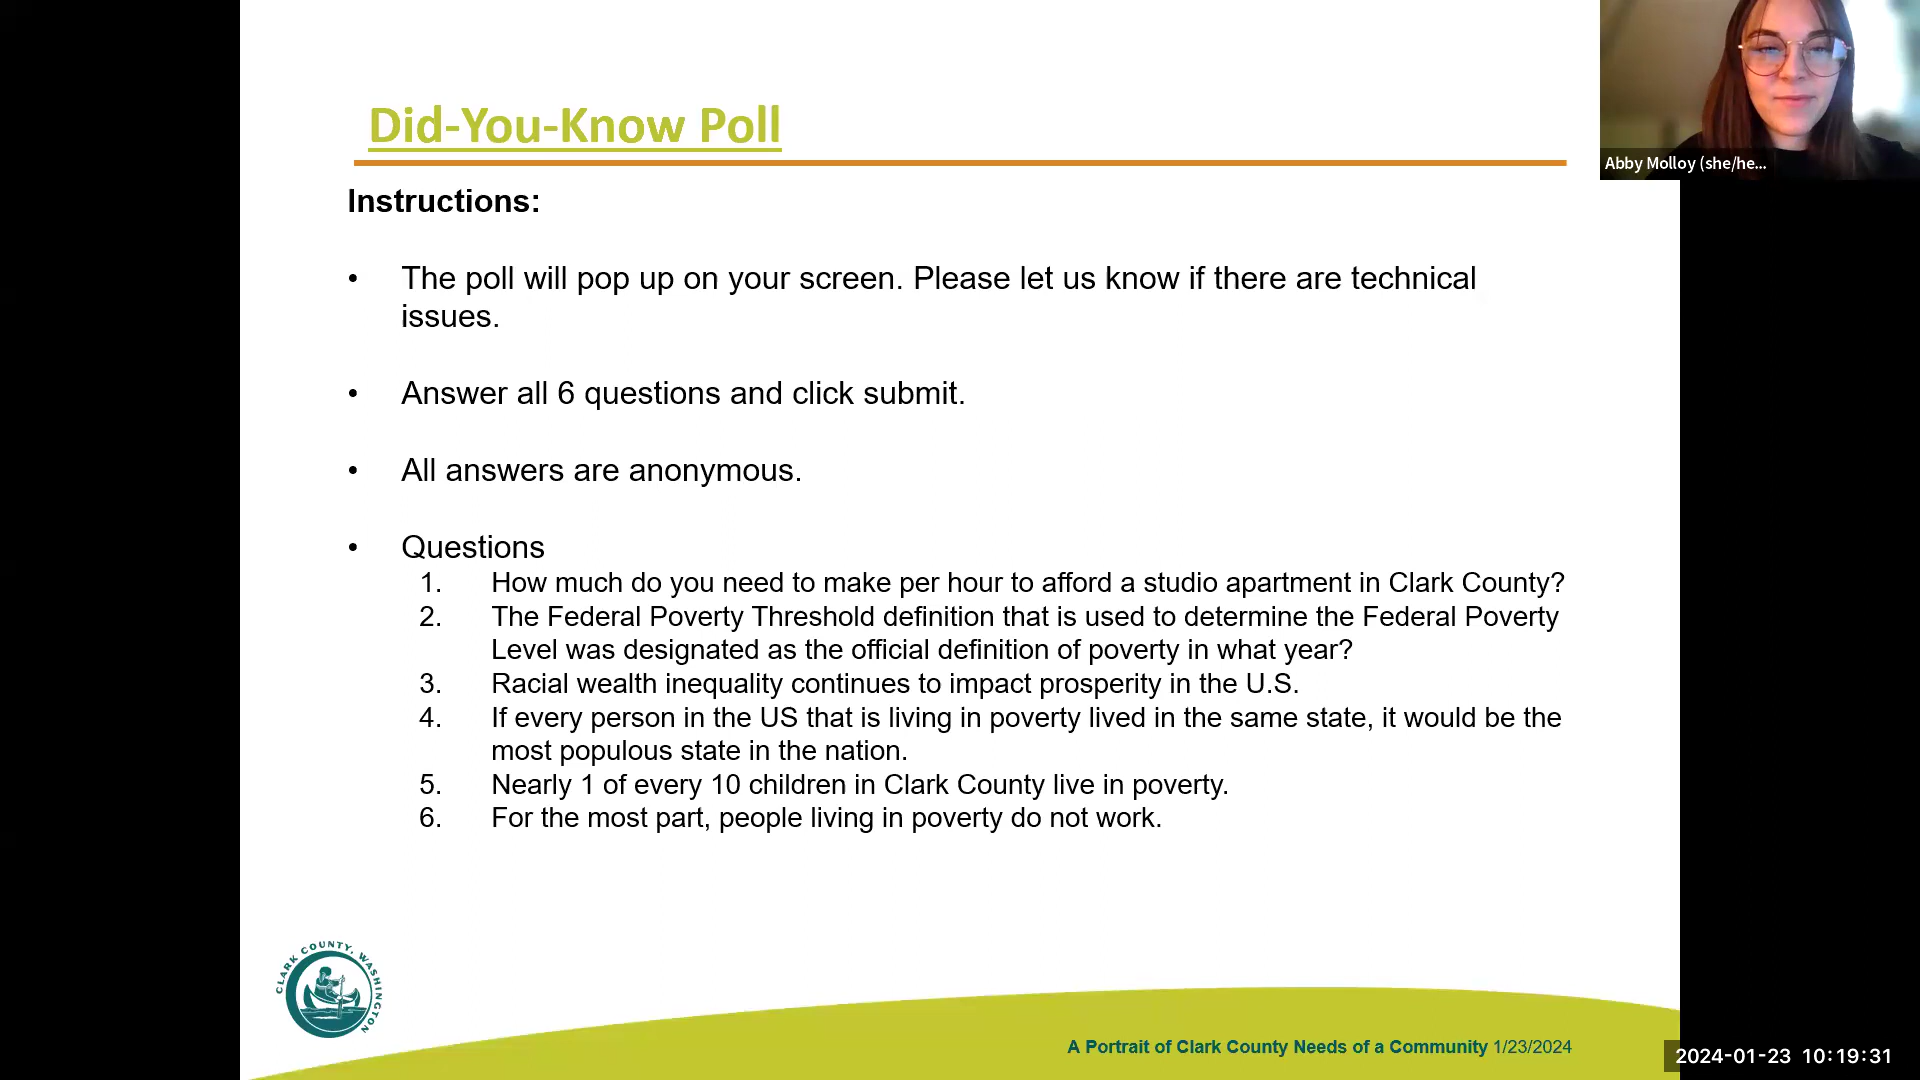 Did-You-Know Poll
Abby Molloy (she/he...
Instructions:
• The poll will pop up on your screen. Please let us know if there are technical
issues.
• Answer all 6 questions and click submit.
• All answers are anonymous.
• Questions
1. How much do you need to make per hour to afford a studio apartment in Clark County?
2. The Federal Poverty Threshold definition that is used to determine the Federal Poverty
Level was designated as the official definition of poverty in what year?
3. Racial wealth inequality continues to impact prosperity in the U.S.
4. If every person in the US that is living in poverty lived in the same state, it would be the
most populous state in the nation.
5. Nearly 1 of every 10 children in Clark County live in poverty.
6. For the most part, people living in poverty do not work.
CLARK COUNTY, WASHINGTON
A Portrait of Clark County Needs of a Community 1/23/2024
2024-01-23 10:19:31